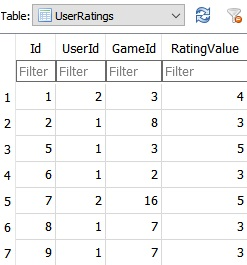 Table: UserRatings
Id UserId GameId RatingValue
Filter Filter Filter Filter
1 1 2 3 4
2 2 1 8 3
3 5 1 3 5
4 6 1 2 3
5 7 2 16 5
6 8 1 7 3
7 9 1 7 3